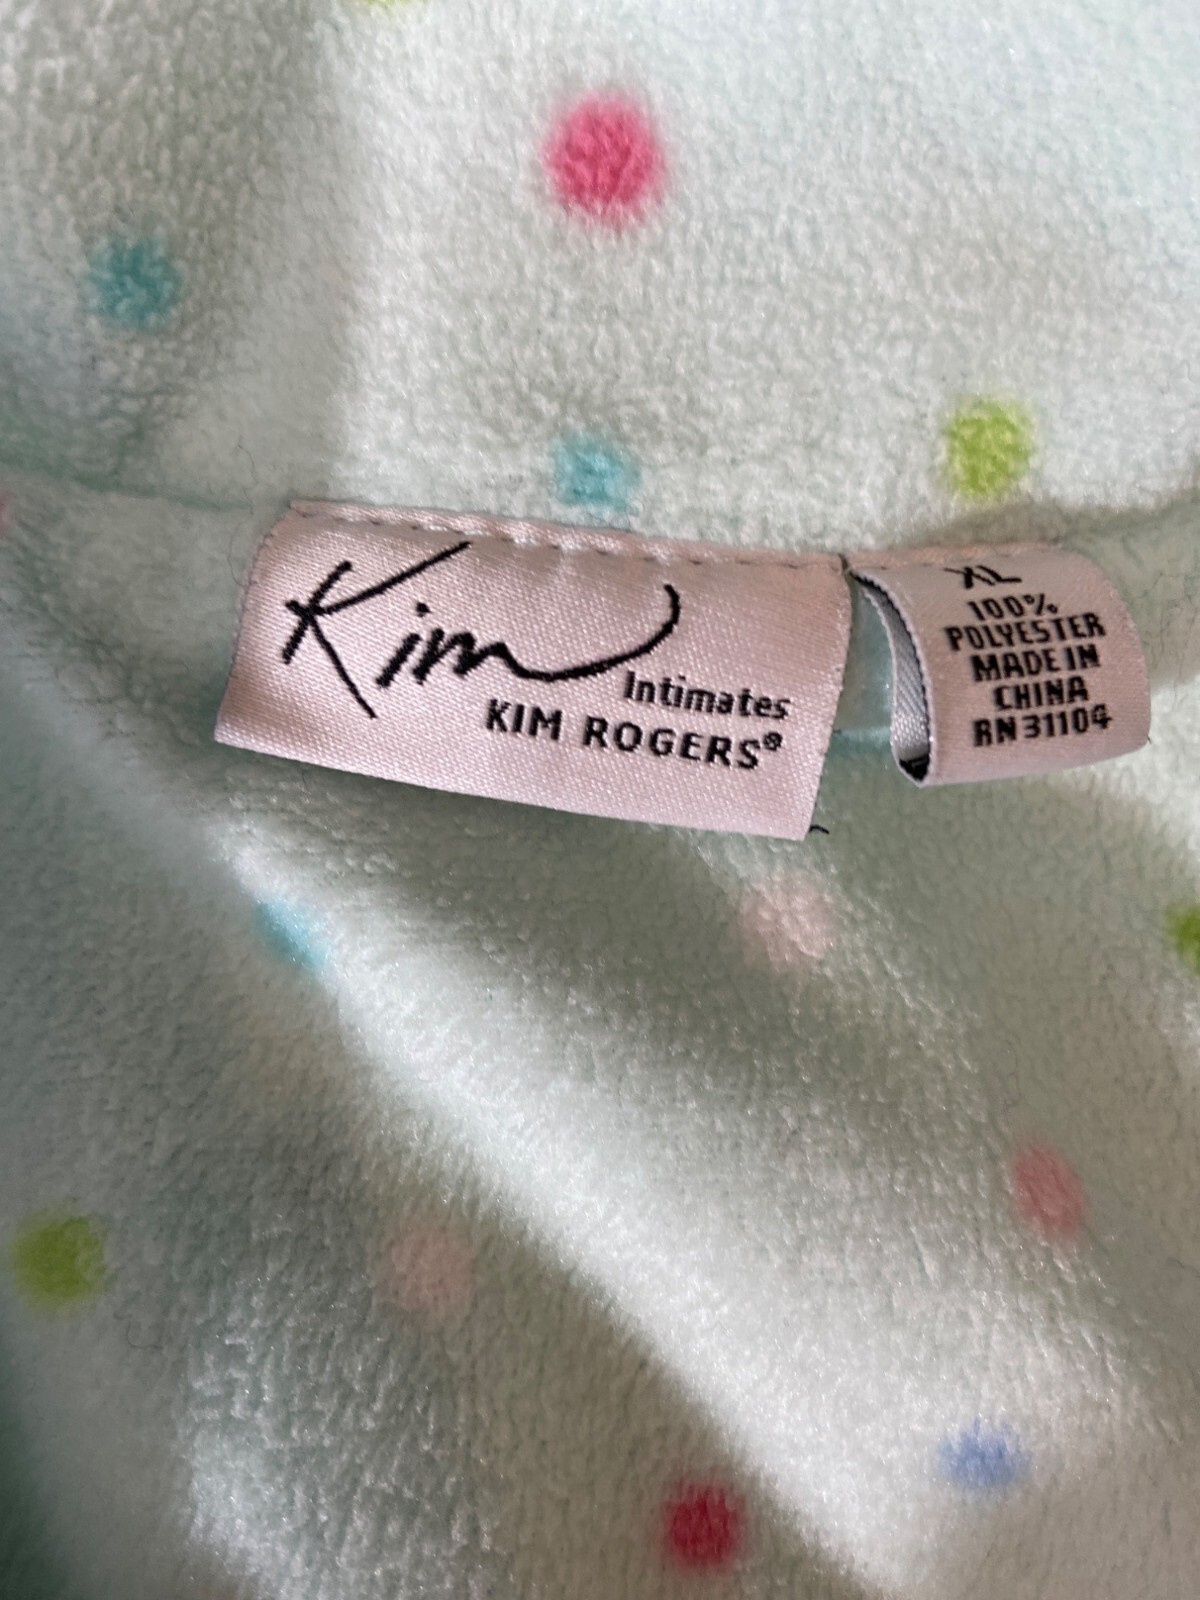 Kim
Intimates
KIM ROGERS®
XL
100%
POLYESTER
MADE IN
CHINA
RN 31104